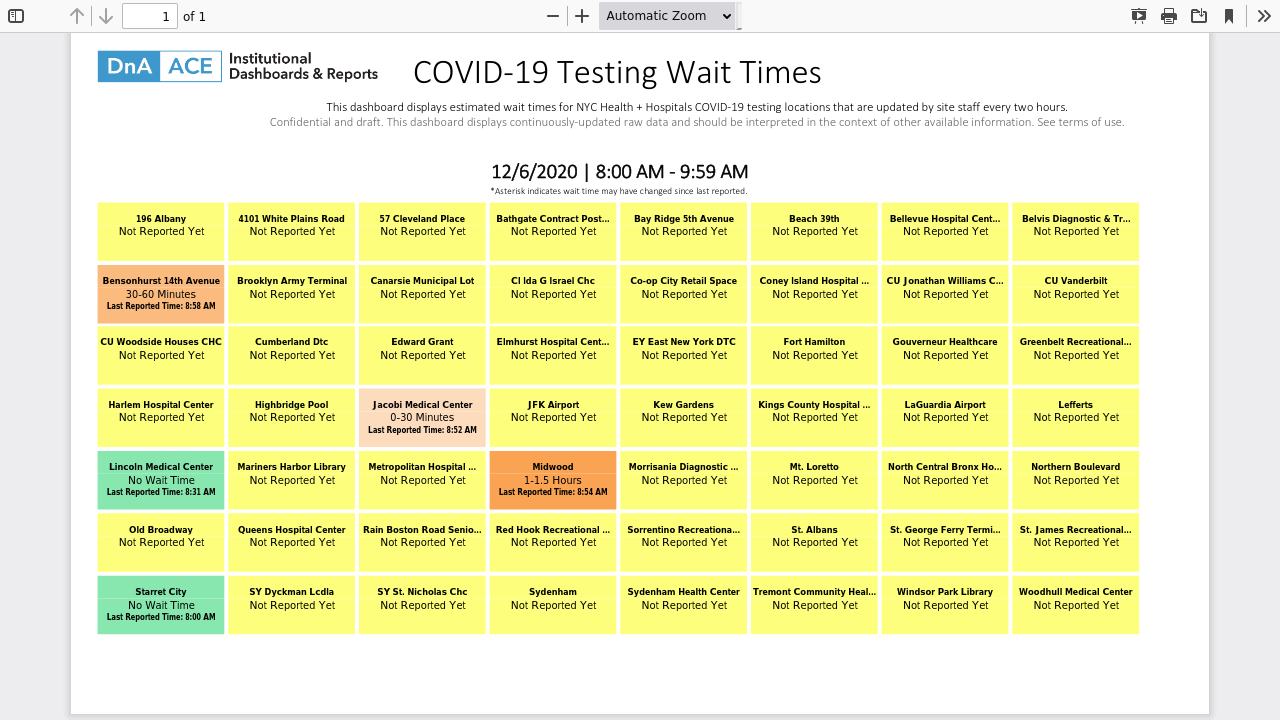 1 of 1 Automatic Zoom
DnA ACE Institutional
Dashboards & Reports
COVID-19 Testing Wait Times
This dashboard displays estimated wait times for NYC Health + Hospitals COVID-19 testing locations that are updated by site staff every two hours.
Confidential and draft. This dashboard displays continuously-updated raw data and should be interpreted in the context of other available information. See terms of use.
12/6/2020 | 8:00 AM - 9:59 AM
*Asterisk indicates wait time may have changed since last reported.
196 Albany
Not Reported Yet
4101 White Plains Road
Not Reported Yet
57 Cleveland Place
Not Reported Yet
Bathgate Contract Post...
Not Reported Yet
Bay Ridge 5th Avenue
Not Reported Yet
Beach 39th
Not Reported Yet
Bellevue Hospital Cent...
Not Reported Yet
Belvis Diagnostic & Tr...
Not Reported Yet
Bensonhurst 14th Avenue
30-60 Minutes
Last Reported Time: 8:58 AM
Brooklyn Army Terminal
Not Reported Yet
Canarsie Municipal Lot
Not Reported Yet
Cl Ida G Israel Chc
Not Reported Yet
Co-op City Retail Space
Not Reported Yet
Coney Island Hospital ...
Not Reported Yet
CU Jonathan Williams C...
Not Reported Yet
CU Vanderbilt
Not Reported Yet
CU Woodside Houses CHC
Not Reported Yet
Cumberland Dtc
Not Reported Yet
Edward Grant
Not Reported Yet
Elmhurst Hospital Cent...
Not Reported Yet
EY East New York DTC
Not Reported Yet
Fort Hamilton
Not Reported Yet
Gouverneur Healthcare
Not Reported Yet
Greenbelt Recreational...
Not Reported Yet
Harlem Hospital Center
Not Reported Yet
Highbridge Pool
Not Reported Yet
Jacobi Medical Center
0-30 Minutes
Last Reported Time: 8:52 AM
JFK Airport
Not Reported Yet
Kew Gardens
Not Reported Yet
Kings County Hospital ...
Not Reported Yet
LaGuardia Airport
Not Reported Yet
Lefferts
Not Reported Yet
Lincoln Medical Center
No Wait Time
Last Reported Time: 8:31 AM
Mariners Harbor Library
Not Reported Yet
Metropolitan Hospital ...
Not Reported Yet
Midwood
1-1.5 Hours
Last Reported Time: 8:54 AM
Morrisania Diagnostic ...
Not Reported Yet
Mt. Loretto
Not Reported Yet
North Central Bronx Ho...
Not Reported Yet
Northern Boulevard
Not Reported Yet
Old Broadway
Not Reported Yet
Queens Hospital Center
Not Reported Yet
Rain Boston Road Senio...
Not Reported Yet
Red Hook Recreational ...
Not Reported Yet
Sorrentino Recreationa...
Not Reported Yet
St. Albans
Not Reported Yet
St. George Ferry Termi...
Not Reported Yet
St. James Recreational...
Not Reported Yet
Starret City
No Wait Time
Last Reported Time: 8:00 AM
SY Dyckman Lcdla
Not Reported Yet
SY St. Nicholas Chc
Not Reported Yet
Sydenham
Not Reported Yet
Sydenham Health Center
Not Reported Yet
Tremont Community Heal...
Not Reported Yet
Windsor Park Library
Not Reported Yet
Woodhull Medical Center
Not Reported Yet